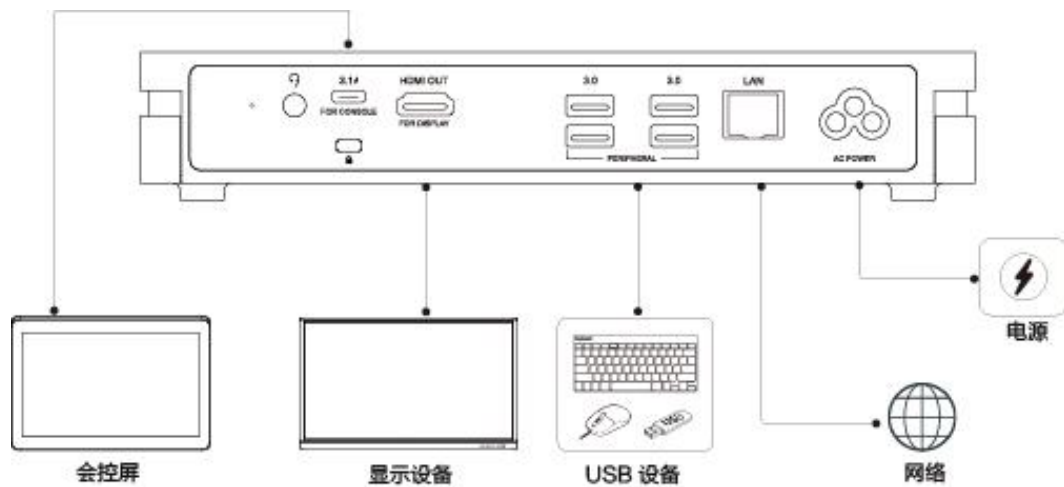 3.1 HDMI OUT 3.0 3.0 LAN
FOR CONSOLE
FOR DISPLAY
PERIPHERAL
AC POWER
电源
会控屏 显示设备 USB 设备 网络